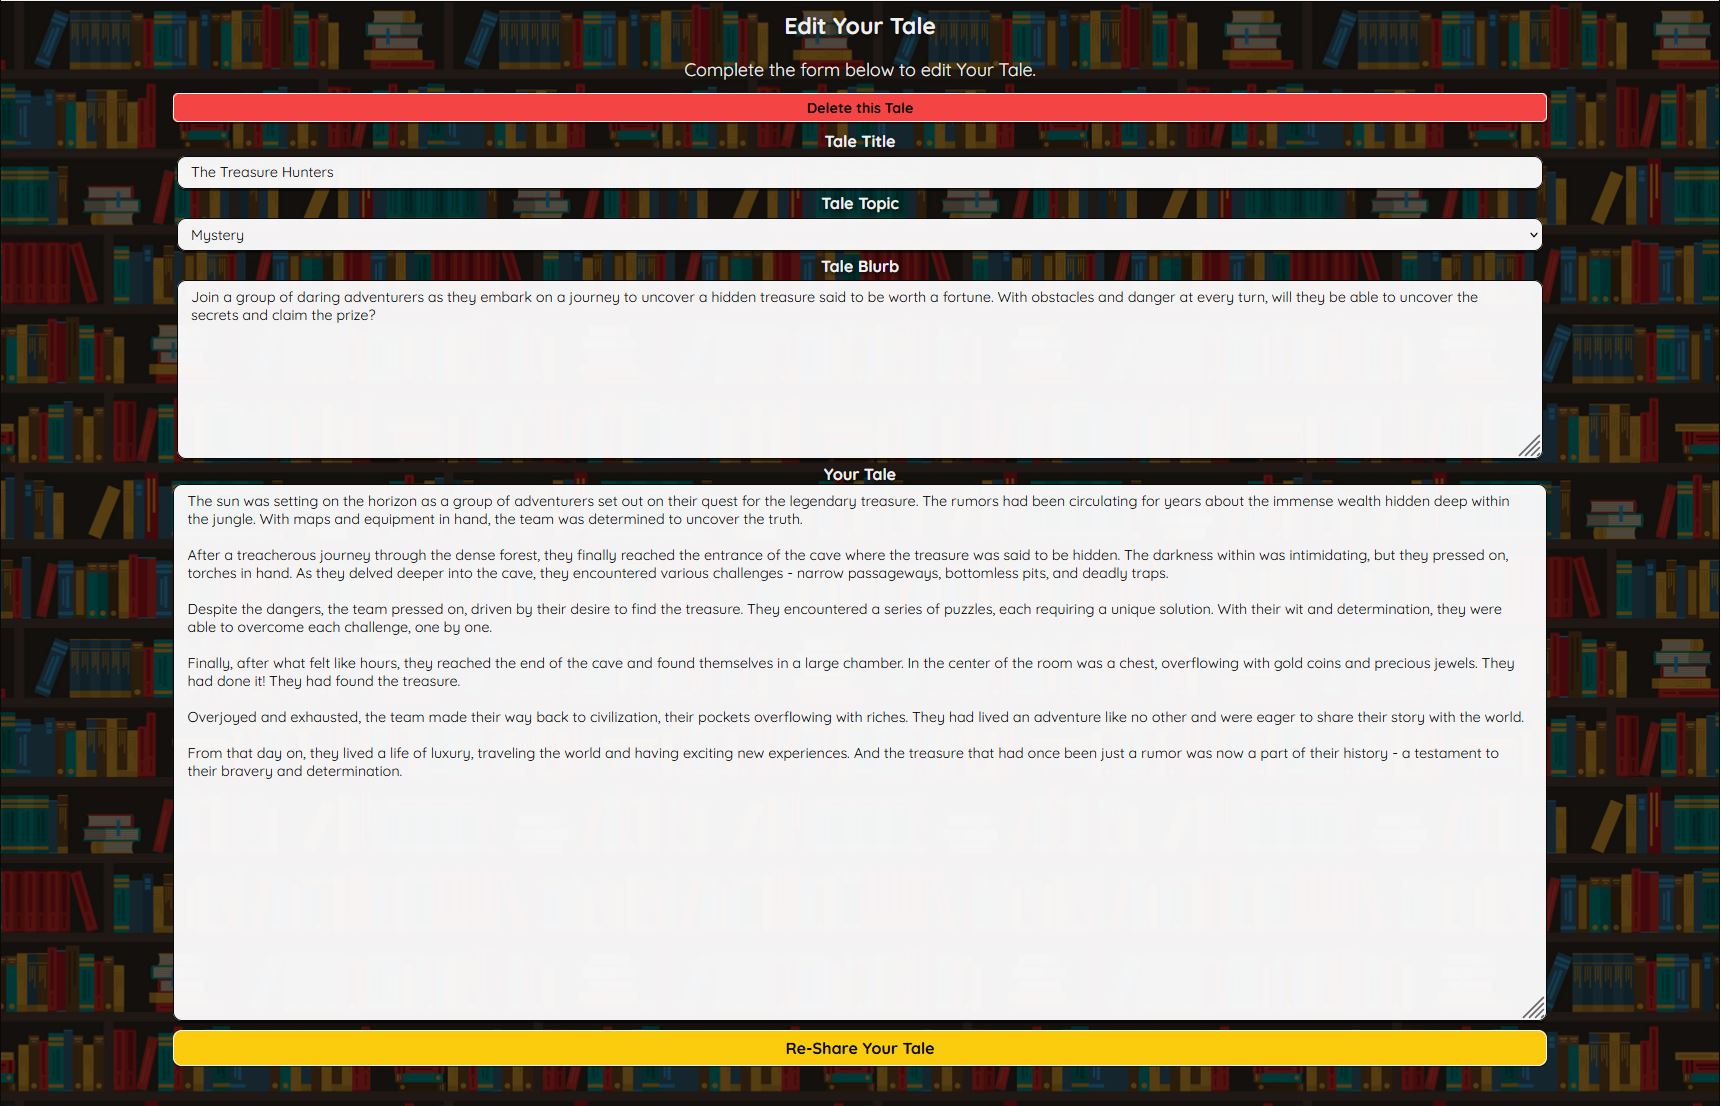 Edit Your Tale
Complete the form below to edit Your Tale.
Delete this Tale
Tale Title
The Treasure Hunters
Tale Topic
Mystery
Tale Blurb
Join a group of daring adventurers as they embark on a journey to uncover a hidden treasure said to be worth a fortune. With obstacles and danger at every turn, will they be able to uncover the
secrets and claim the prize?
Your Tale
The sun was setting on the horizon as a group of adventurers set out on their quest for the legendary treasure. The rumors had been circulating for years about the immense wealth hidden deep within
the jungle. With maps and equipment in hand, the team was determined to uncover the truth.
After a treacherous journey through the dense forest, they finally reached the entrance of the cave where the treasure was said to be hidden. The darkness within was intimidating, but they pressed on,
torches in hand. As they delved deeper into the cave, they encountered various challenges - narrow passageways, bottomless pits, and deadly traps.
Despite the dangers, the team pressed on, driven by their desire to find the treasure. They encountered a series of puzzles, each requiring a unique solution. With their wit and determination, they were
able to overcome each challenge, one by one.
Finally, after what felt like hours, they reached the end of the cave and found themselves in a large chamber. In the center of the room was a chest, overflowing with gold coins and precious jewels. They
had done it! They had found the treasure.
Overjoyed and exhausted, the team made their way back to civilization, their pockets overflowing with riches. They had lived an adventure like no other and were eager to share their story with the world.
From that day on, they lived a life of luxury, traveling the world and having exciting new experiences. And the treasure that had once been just a rumor was now a part of their history - a testament to
their bravery and determination.
Re-Share Your Tale